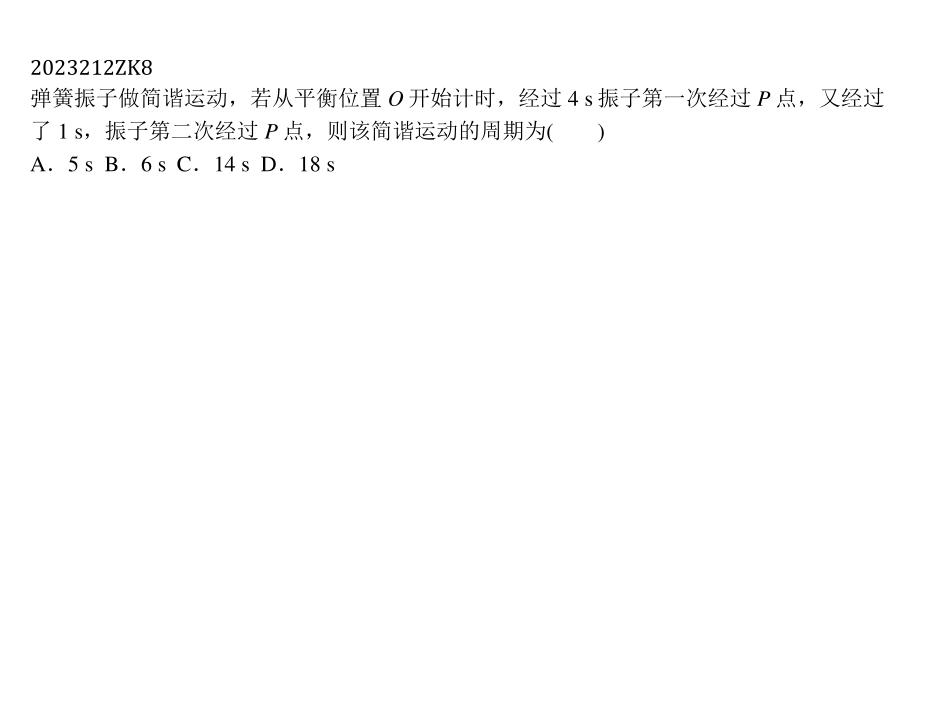 2023212ZK8
弹簧振子做简谐运动，若从平衡位置 O 开始计时，经过 4 s 振子第一次经过 P 点，又经过
了 1 s，振子第二次经过 P 点，则该简谐运动的周期为(　　)
A．5 s B．6 s C．14 s D．18 s